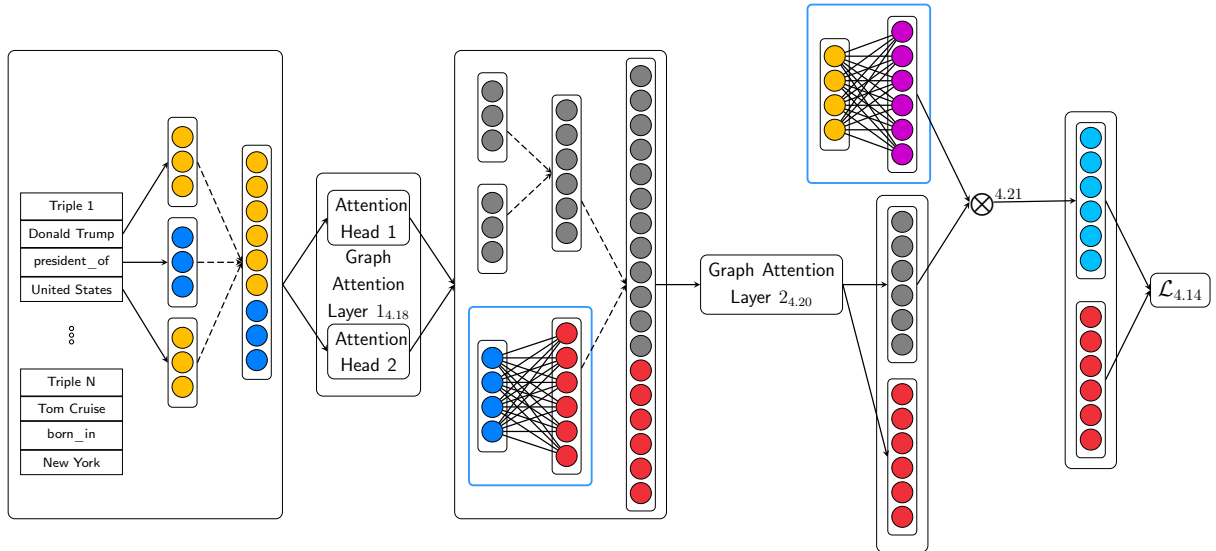 Triple 1
Donald Trump
president_of
United States
Triple N
Tom Cruise
born_in
New York
Attention
Head 1
Graph
Attention
Layer 1_{4.18}
Attention
Head 2
Graph Attention
Layer 2_{4.20}
4.21
ℒ_{4.14}